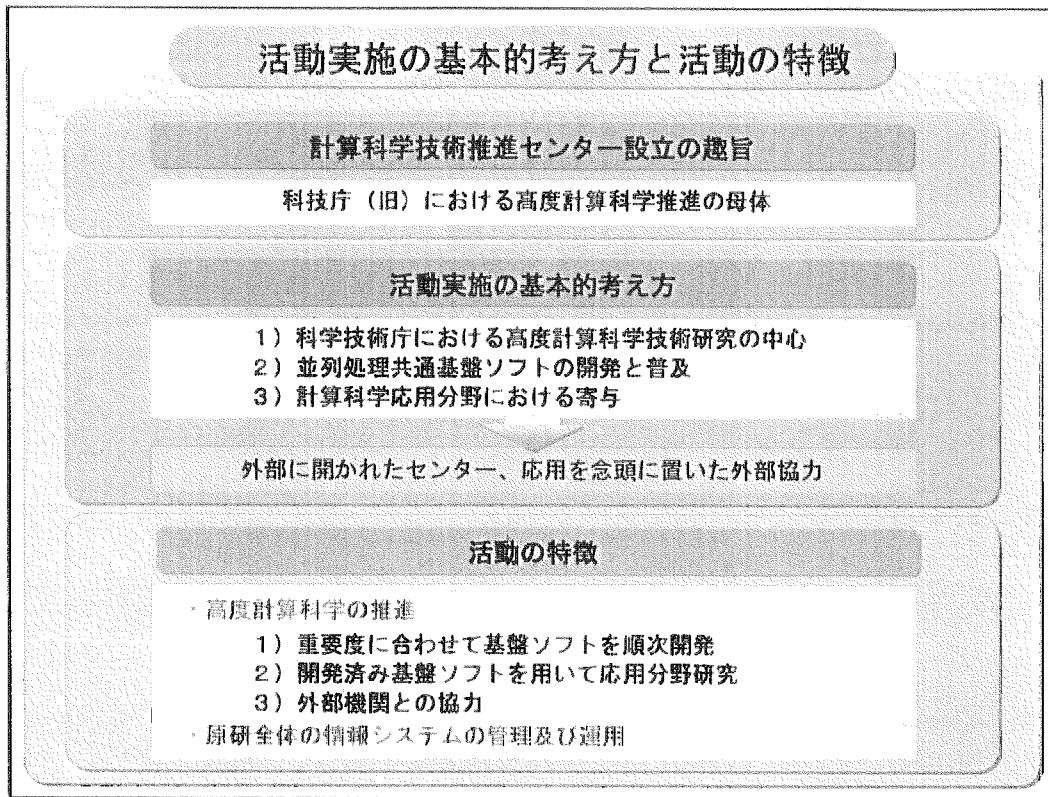 活動実施の基本的考え方と活動の特徴
計算科学技術推進センター設立の趣旨
科技庁（旧）における高度計算科学推進の母体
活動実施の基本的考え方
1）科学技術庁における高度計算科学技術研究の中心
2）並列処理共通基盤ソフトの開発と普及
3）計算科学応用分野における寄与
外部に開かれたセンター、応用を念頭に置いた外部協力
活動の特徴
・高度計算科学の推進
1）重要度に合わせて基盤ソフトを順次開発
2）開発済み基盤ソフトを用いて応用分野研究
3）外部機関との協力
・原研全体の情報システムの管理及び運用